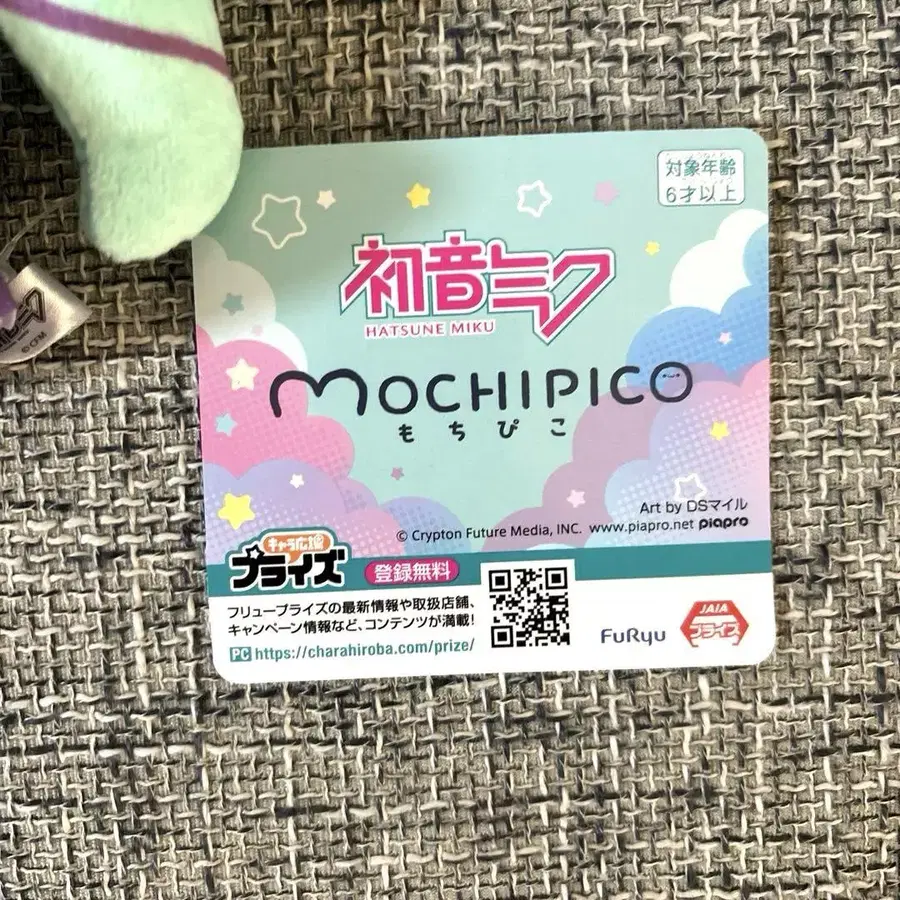 対象年齢
6才以上
初音ミク
HATSUNE MIKU
MOCHIPICO
もちぴこ
Art by DSマイル
© Crypton Future Media, INC. www.piapro.net piapro
キャラ広場
プライズ
登録無料
フリュープライズの最新情報や取扱店舗、
キャンペーン情報など、コンテンツが満載!
PC https://charahiroba.com/prize/
FuRyu
JAIA
プライズ